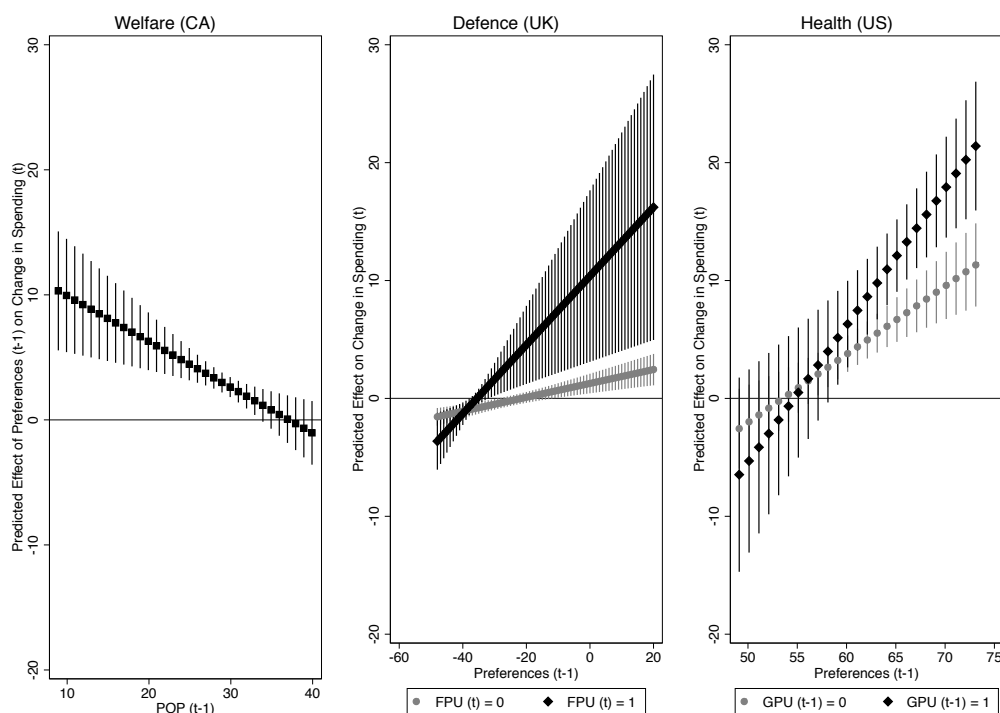 Welfare (CA)
Predicted Effect of Preferences (t-1) on Change in Spending (t)
30
20
10
0
-10
-20
10 20 30 40
POP (t-1)
Defence (UK)
Predicted Effect on Change in Spending (t)
30
20
10
0
-10
-20
-60 -40 -20 0 20
Preferences (t-1)
FPU (t) = 0 FPU (t) = 1
Health (US)
Predicted Effect on Change in Spending (t)
30
20
10
0
-10
-20
50 55 60 65 70 75
Preferences (t-1)
GPU (t-1) = 0 GPU (t-1) = 1